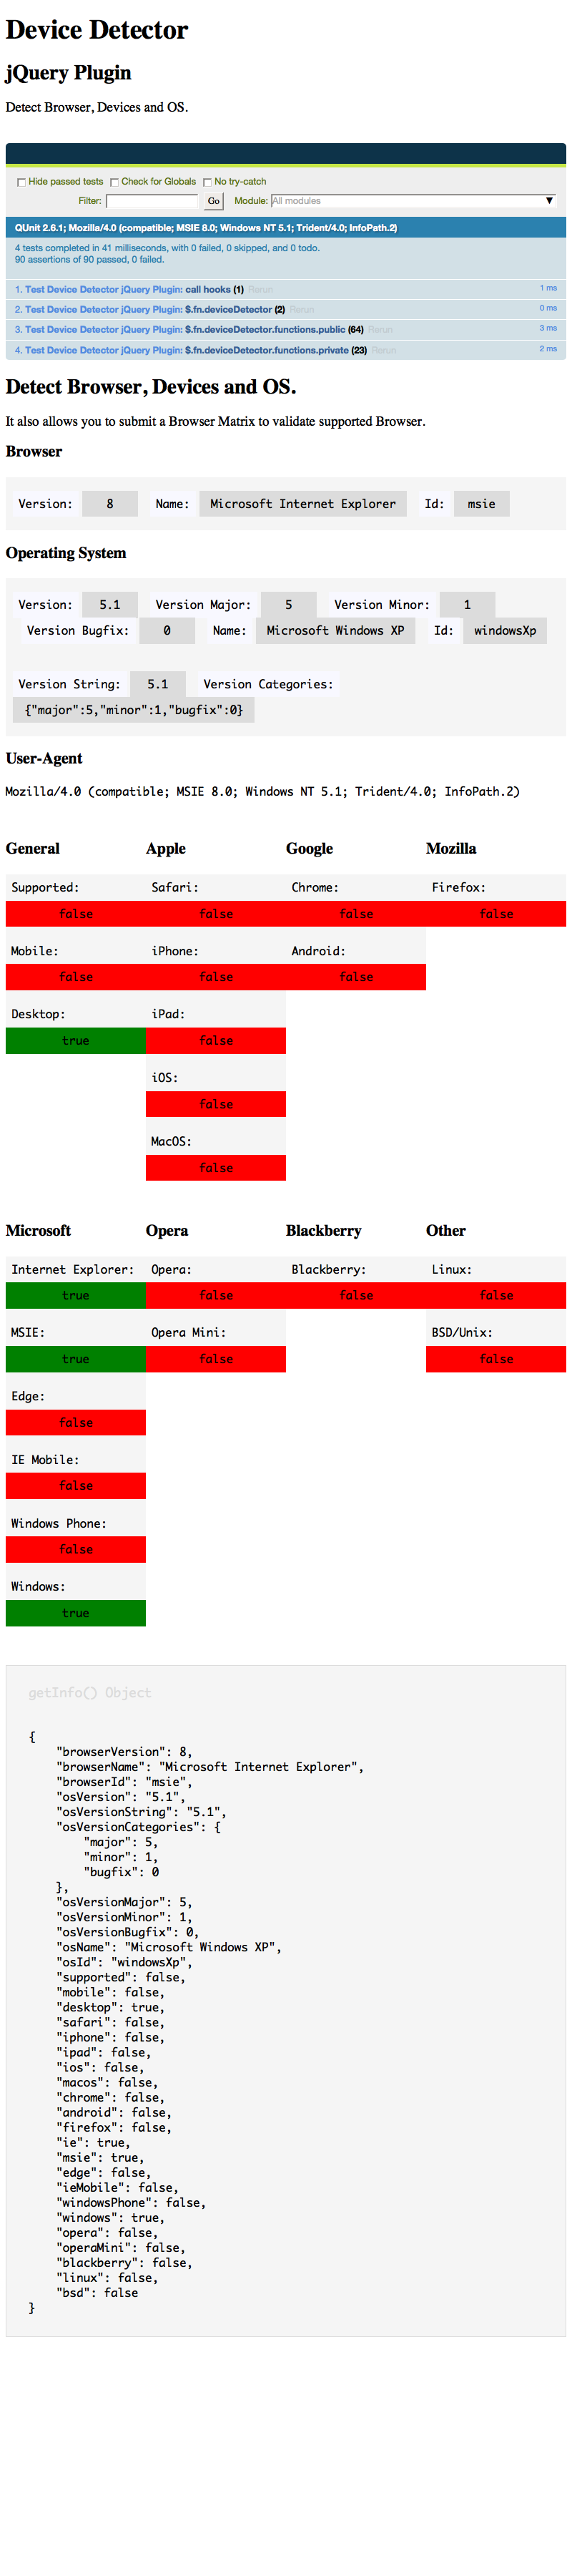 Device Detector
jQuery Plugin
Detect Browser, Devices and OS.
Hide passed tests Check for Globals No try-catch
Filter: Go Module: All modules ▼
QUnit 2.6.1; Mozilla/4.0 (compatible; MSIE 8.0; Windows NT 5.1; Trident/4.0; InfoPath.2)
4 tests completed in 41 milliseconds, with 0 failed, 0 skipped, and 0 todo.
90 assertions of 90 passed, 0 failed.
1. Test Device Detector jQuery Plugin: call hooks (1) Rerun 1 ms
2. Test Device Detector jQuery Plugin: $.fn.deviceDetector (2) Rerun 0 ms
3. Test Device Detector jQuery Plugin: $.fn.deviceDetector.functions.public (64) Rerun 3 ms
4. Test Device Detector jQuery Plugin: $.fn.deviceDetector.functions.private (23) Rerun 2 ms
Detect Browser, Devices and OS.
It also allows you to submit a Browser Matrix to validate supported Browser.
Browser
Version: 8 Name: Microsoft Internet Explorer Id: msie
Operating System
Version: 5.1 Version Major: 5 Version Minor: 1
Version Bugfix: 0 Name: Microsoft Windows XP Id: windowsXp
Version String: 5.1 Version Categories:
{"major":5,"minor":1,"bugfix":0}
User-Agent
Mozilla/4.0 (compatible; MSIE 8.0; Windows NT 5.1; Trident/4.0; InfoPath.2)
General Apple Google Mozilla
Supported: Safari: Chrome: Firefox:
false false false false
Mobile: iPhone: Android:
false false false
Desktop: iPad:
true false
iOS:
false
MacOS:
false
Microsoft Opera Blackberry Other
Internet Explorer: Opera: Blackberry: Linux:
true false false false
MSIE: Opera Mini: BSD/Unix:
true false false
Edge:
false
IE Mobile:
false
Windows Phone:
false
Windows:
true
getInfo() Object
{
"browserVersion": 8,
"browserName": "Microsoft Internet Explorer",
"browserId": "msie",
"osVersion": "5.1",
"osVersionString": "5.1",
"osVersionCategories": {
"major": 5,
"minor": 1,
"bugfix": 0
},
"osVersionMajor": 5,
"osVersionMinor": 1,
"osVersionBugfix": 0,
"osName": "Microsoft Windows XP",
"osId": "windowsXp",
"supported": false,
"mobile": false,
"desktop": true,
"safari": false,
"iphone": false,
"ipad": false,
"ios": false,
"macos": false,
"chrome": false,
"android": false,
"firefox": false,
"ie": true,
"msie": true,
"edge": false,
"ieMobile": false,
"windowsPhone": false,
"windows": true,
"opera": false,
"operaMini": false,
"blackberry": false,
"linux": false,
"bsd": false
}